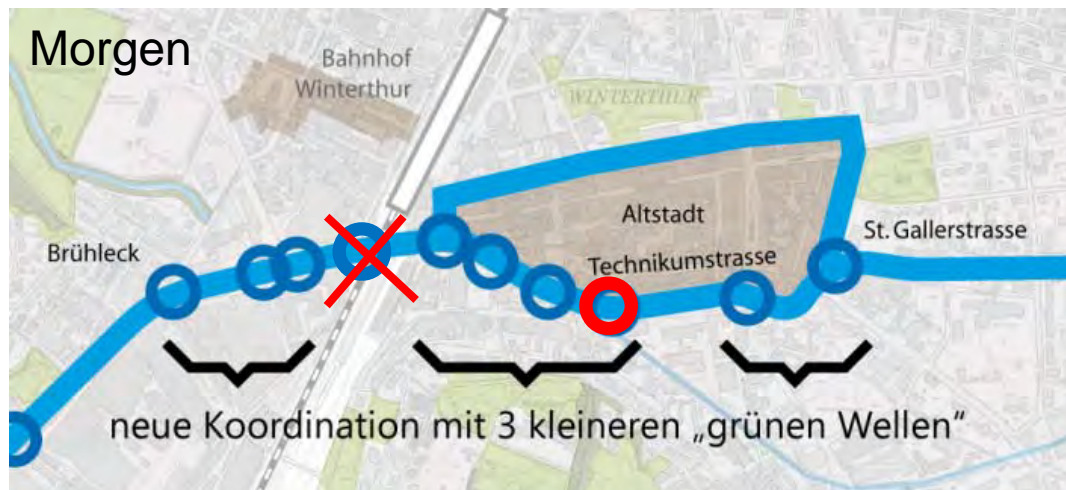 Morgen
Bahnhof
Winterthur
WINTERTHUR
Altstadt
Brühleck
St. Gallerstrasse
Technikumstrasse
neue Koordination mit 3 kleineren „grünen Wellen“